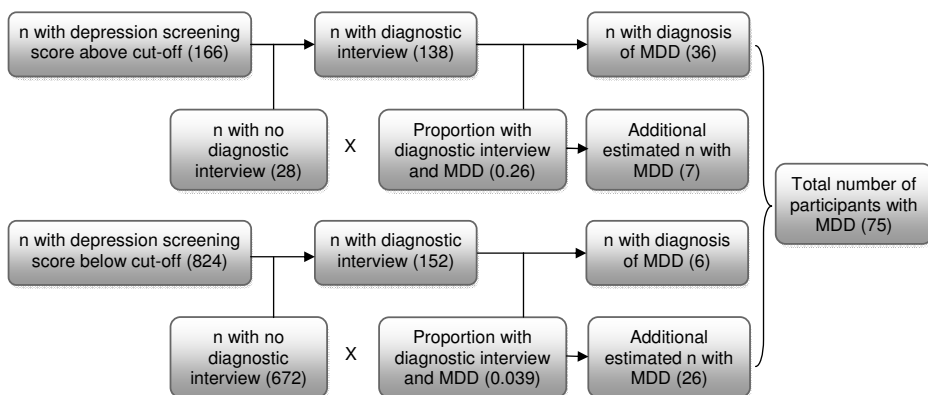 n with depression screening
score above cut-off (166)
n with diagnostic
interview (138)
n with diagnosis
of MDD (36)
n with no
diagnostic
interview (28)
X
Proportion with
diagnostic interview
and MDD (0.26)
Additional
estimated n with
MDD (7)
Total number of
participants with
MDD (75)
n with depression screening
score below cut-off (824)
n with diagnostic
interview (152)
n with diagnosis
of MDD (6)
n with no
diagnostic
interview (672)
X
Proportion with
diagnostic interview
and MDD (0.039)
Additional
estimated n with
MDD (26)